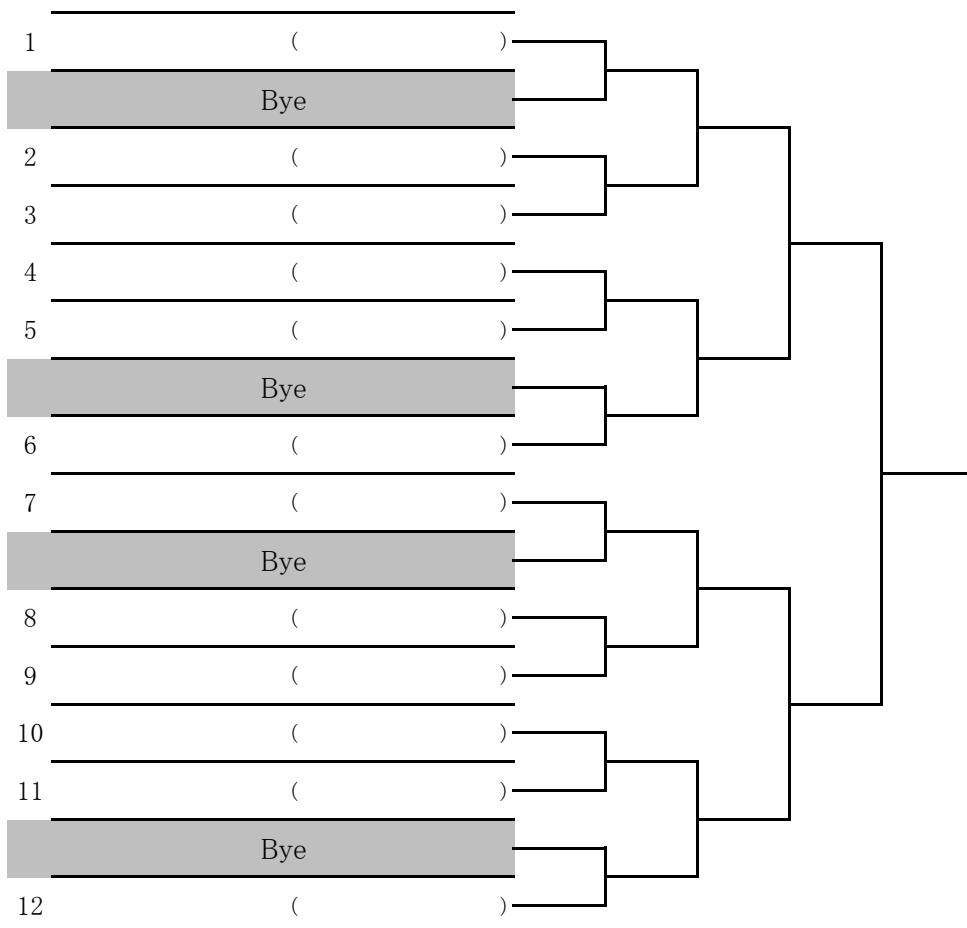 1 ( )
Bye
2 ( )
3 ( )
4 ( )
5 ( )
Bye
6 ( )
7 ( )
Bye
8 ( )
9 ( )
10 ( )
11 ( )
Bye
12 ( )